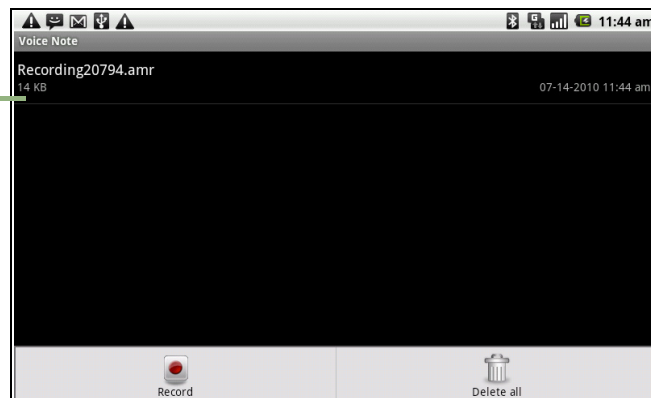 11:44 am
Voice Note
Recording20794.amr
14 KB
07-14-2010 11:44 am
Record
Delete all